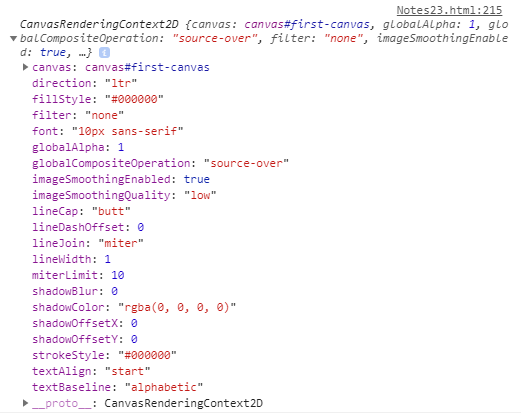 Notes23.html:215
CanvasRenderingContext2D {canvas: canvas#first-canvas, globalAlpha: 1, gl
obalCompositeOperation: "source-over", filter: "none", imageSmoothingEnable
d: true, …}
canvas: canvas#first-canvas
direction: "ltr"
fillStyle: "#000000"
filter: "none"
font: "10px sans-serif"
globalAlpha: 1
globalCompositeOperation: "source-over"
imageSmoothingEnabled: true
imageSmoothingQuality: "low"
lineCap: "butt"
lineDashOffset: 0
lineJoin: "miter"
lineWidth: 1
miterLimit: 10
shadowBlur: 0
shadowColor: "rgba(0, 0, 0, 0)"
shadowOffsetX: 0
shadowOffsetY: 0
strokeStyle: "#000000"
textAlign: "start"
textBaseline: "alphabetic"
__proto__: CanvasRenderingContext2D